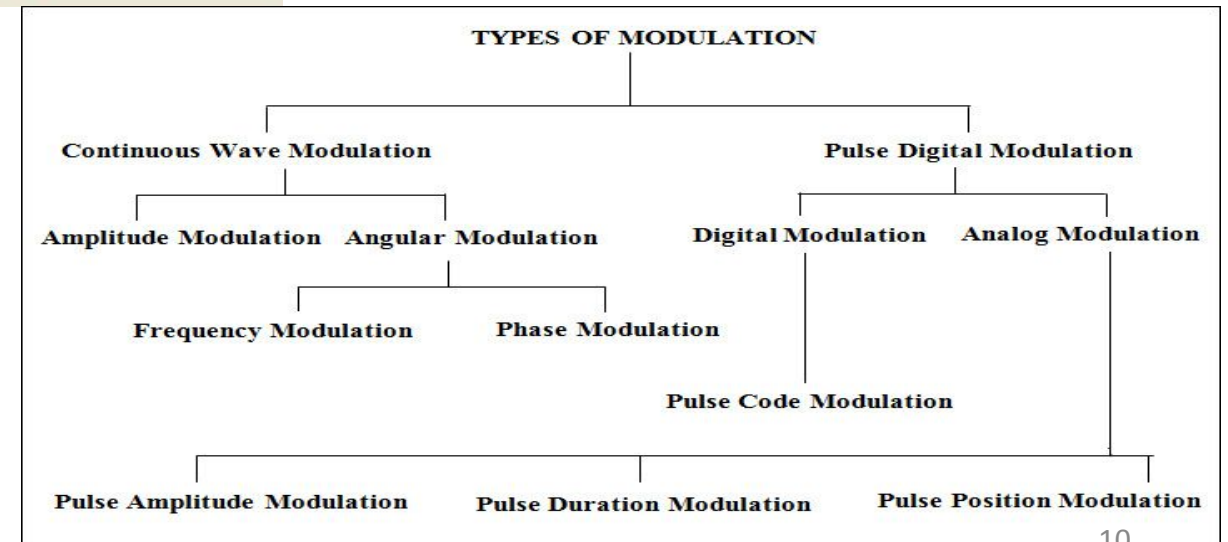 TYPES OF MODULATION
Continuous Wave Modulation
Pulse Digital Modulation
Amplitude Modulation
Angular Modulation
Digital Modulation
Analog Modulation
Frequency Modulation
Phase Modulation
Pulse Code Modulation
Pulse Amplitude Modulation
Pulse Duration Modulation
Pulse Position Modulation
10